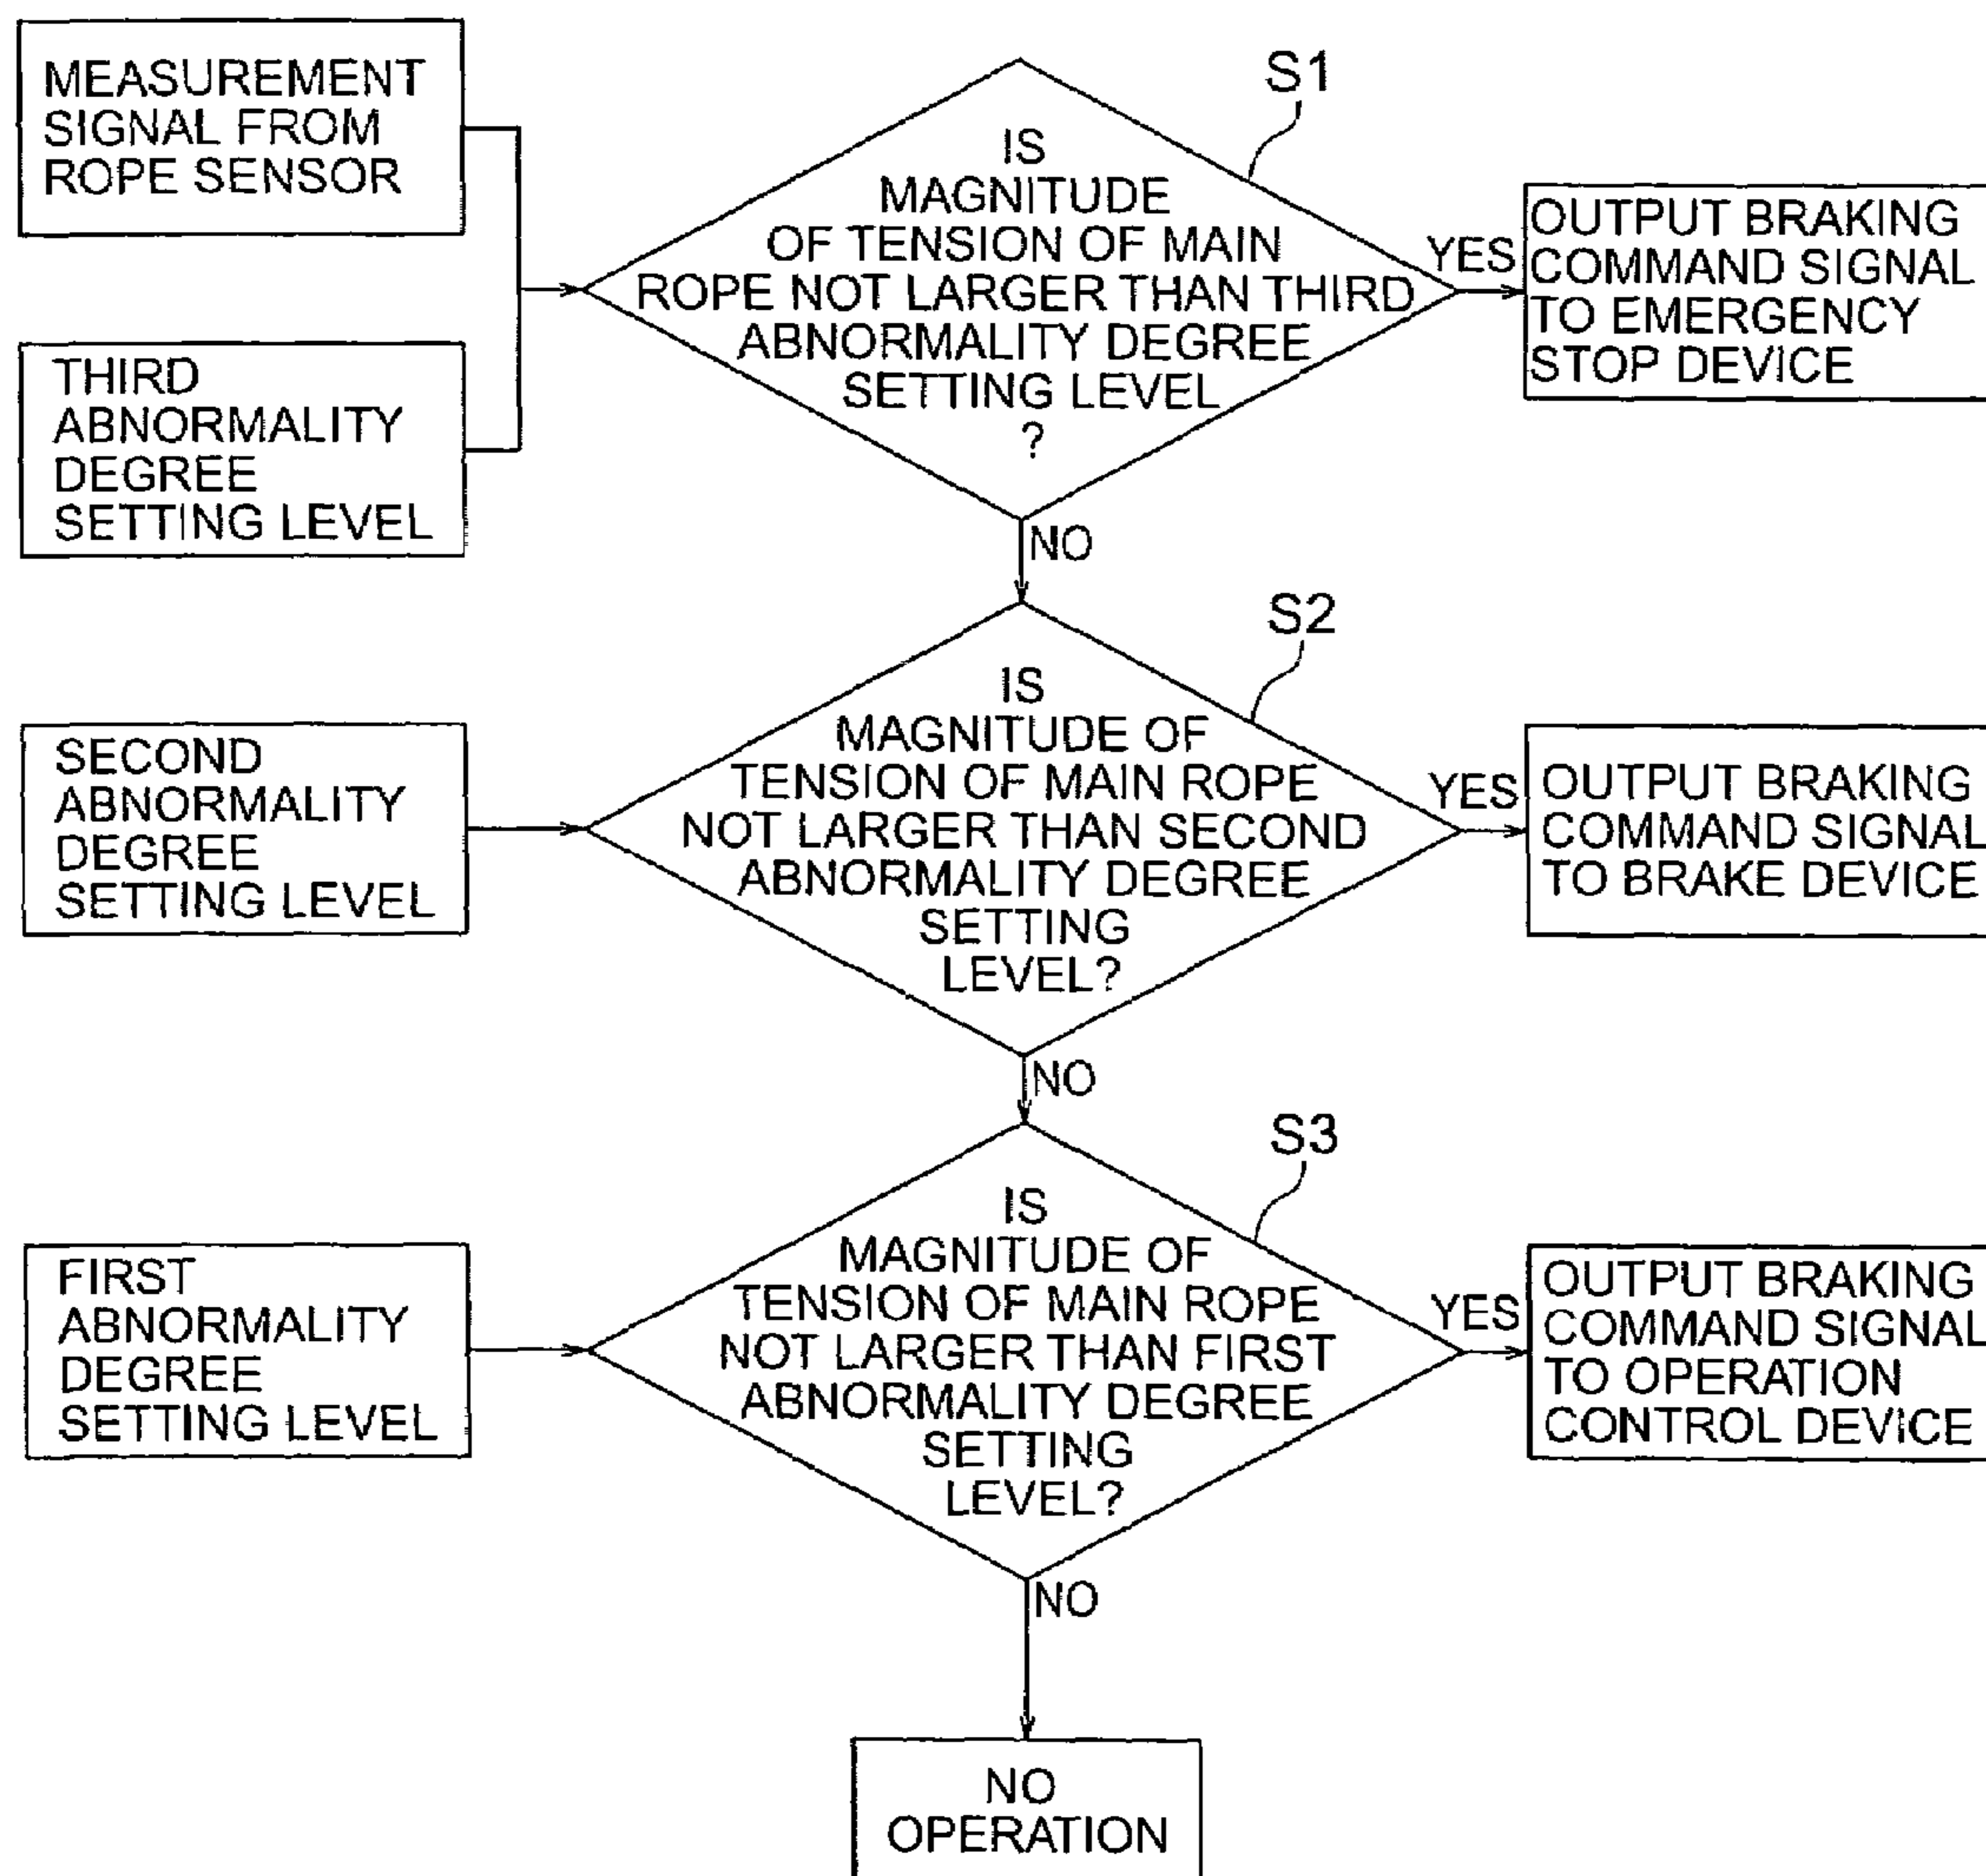 MEASUREMENT
SIGNAL FROM
ROPE SENSOR
THIRD
ABNORMALITY
DEGREE
SETTING LEVEL
S1
IS
MAGNITUDE
OF TENSION OF MAIN
ROPE NOT LARGER THAN THIRD
ABNORMALITY DEGREE
SETTING LEVEL
?
YES
OUTPUT BRAKING
COMMAND SIGNAL
TO EMERGENCY
STOP DEVICE
NO
SECOND
ABNORMALITY
DEGREE
SETTING LEVEL
S2
IS
MAGNITUDE OF
TENSION OF MAIN ROPE
NOT LARGER THAN SECOND
ABNORMALITY DEGREE
SETTING
LEVEL?
YES
OUTPUT BRAKING
COMMAND SIGNAL
TO BRAKE DEVICE
NO
FIRST
ABNORMALITY
DEGREE
SETTING LEVEL
S3
IS
MAGNITUDE OF
TENSION OF MAIN ROPE
NOT LARGER THAN FIRST
ABNORMALITY DEGREE
SETTING
LEVEL?
YES
OUTPUT BRAKING
COMMAND SIGNAL
TO OPERATION
CONTROL DEVICE
NO
NO
OPERATION